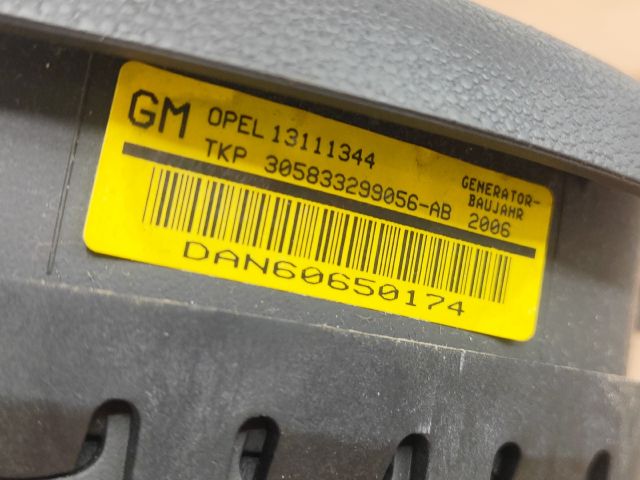 GM OPEL 13111344
TKP 305833299056-AB
GENERATOR-
BAUJAHR
2006
DAN60650174